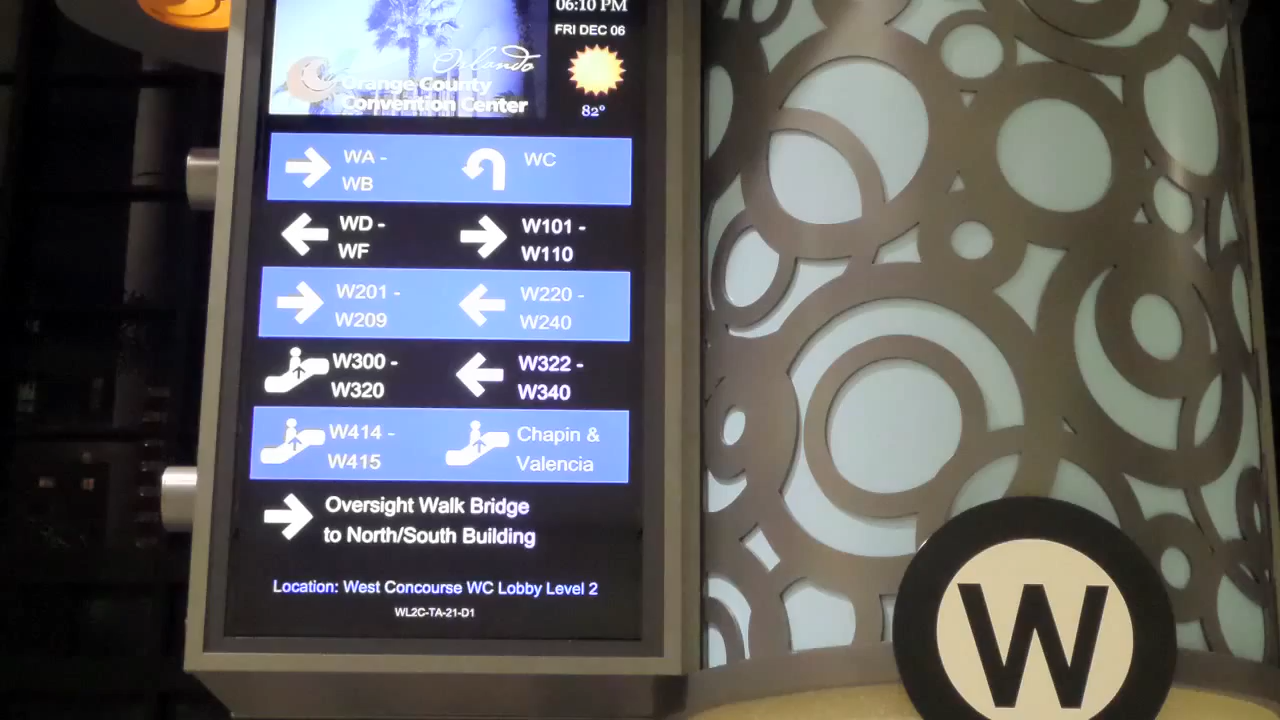 06:10 PM
FRI DEC 06
Orlando
Orange County
Convention Center
82°
WA -
WB
WC
WD -
WF
W101 -
W110
W201 -
W209
W220 -
W240
W300 -
W320
W322 -
W340
W414 -
W415
Chapin &
Valencia
Oversight Walk Bridge
to North/South Building
Location: West Concourse WC Lobby Level 2
WL2C-TA-21-D1
W